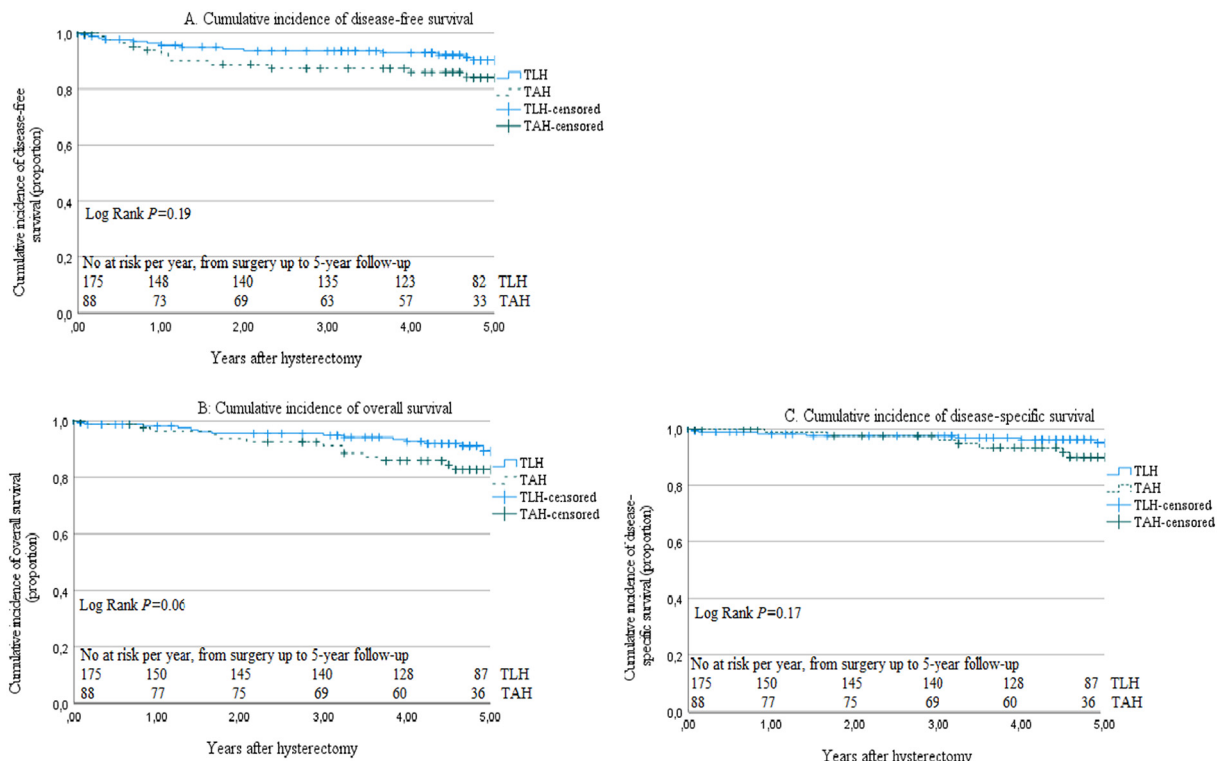 A. Cumulative incidence of disease-free survival
1,0
0,8
0,6
0,4
0,2
0,0
Cumulative incidence of disease-free
survival (proportion)
TLH
TAH
TLH-censored
TAH-censored
Log Rank P=0.19
No at risk per year, from surgery up to 5-year follow-up
175 148 140 135 123 82 TLH
88 73 69 63 57 33 TAH
,00 1,00 2,00 3,00 4,00 5,00
Years after hysterectomy
B: Cumulative incidence of overall survival
1,0
0,8
0,6
0,4
0,2
0,0
Cumulative incidence of overall survival
(proportion)
TLH
TAH
TLH-censored
TAH-censored
Log Rank P=0.06
No at risk per year, from surgery up to 5-year follow-up
175 150 145 140 128 87 TLH
88 77 75 69 60 36 TAH
,00 1,00 2,00 3,00 4,00 5,00
Years after hysterectomy
C. Cumulative incidence of disease-specific survival
1,0
0,8
0,6
0,4
0,2
0,0
Cumulative incidence of disease-
specific survival (proportion)
TLH
TAH
TLH-censored
TAH-censored
Log Rank P=0.17
No at risk per year, from surgery up to 5-year follow-up
175 150 145 140 128 87 TLH
88 77 75 69 60 36 TAH
,00 1,00 2,00 3,00 4,00 5,00
Years after hysterectomy